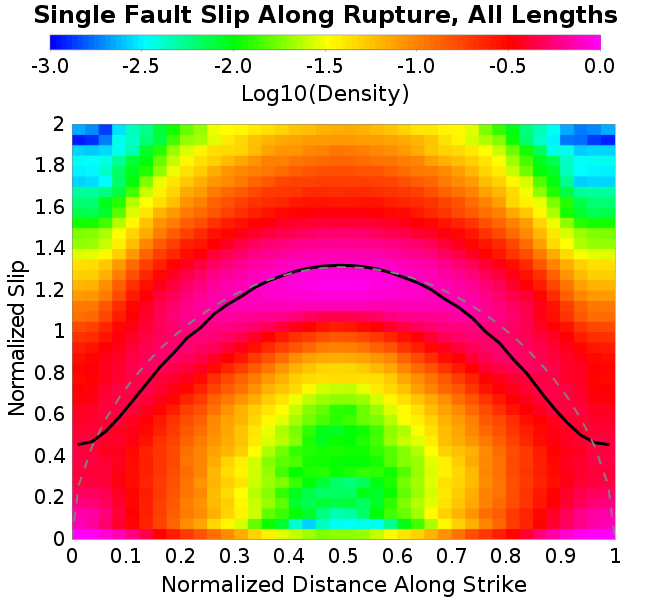 Single Fault Slip Along Rupture, All Lengths
-3.0 -2.5 -2.0 -1.5 -1.0 -0.5 0.0
Log10(Density)
2
1.8
1.6
1.4
1.2
1
0.8
0.6
0.4
0.2
0
Normalized Slip
0 0.1 0.2 0.3 0.4 0.5 0.6 0.7 0.8 0.9 1
Normalized Distance Along Strike